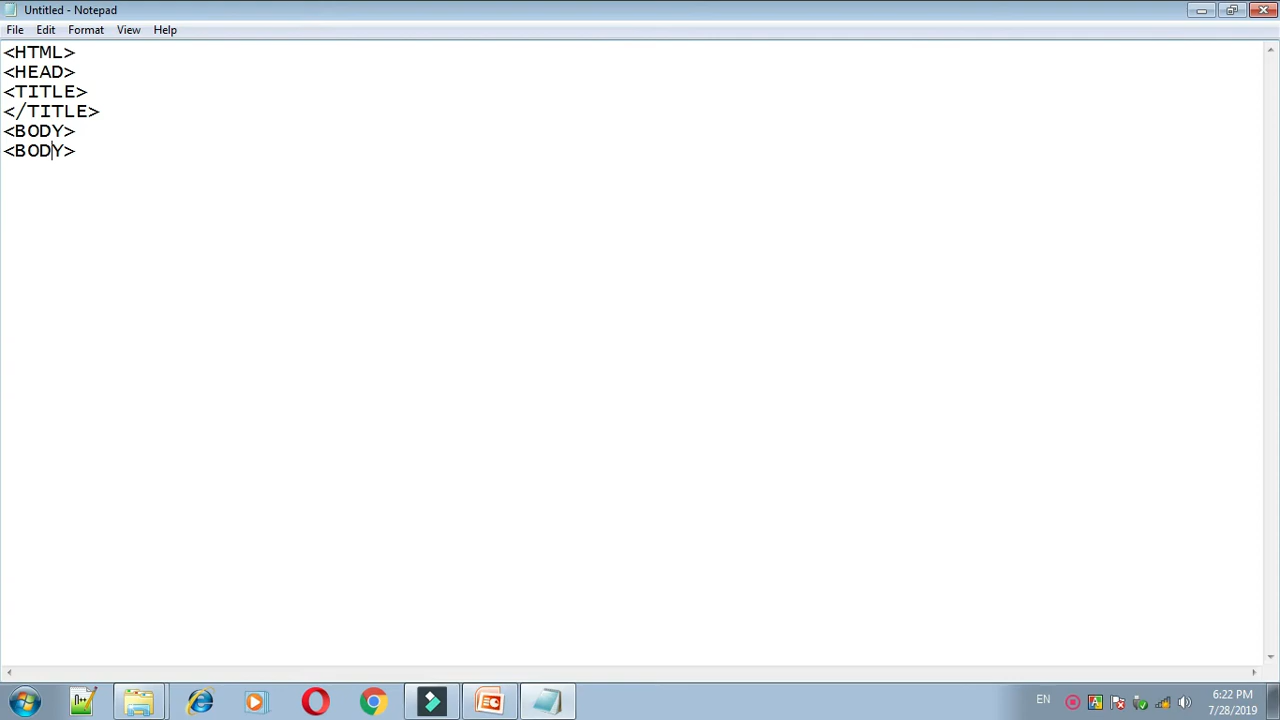 Untitled - Notepad
File Edit Format View Help
<HTML>
<HEAD>
<TITLE>
</TITLE>
<BODY>
<BODY>
EN
6:22 PM
7/28/2019